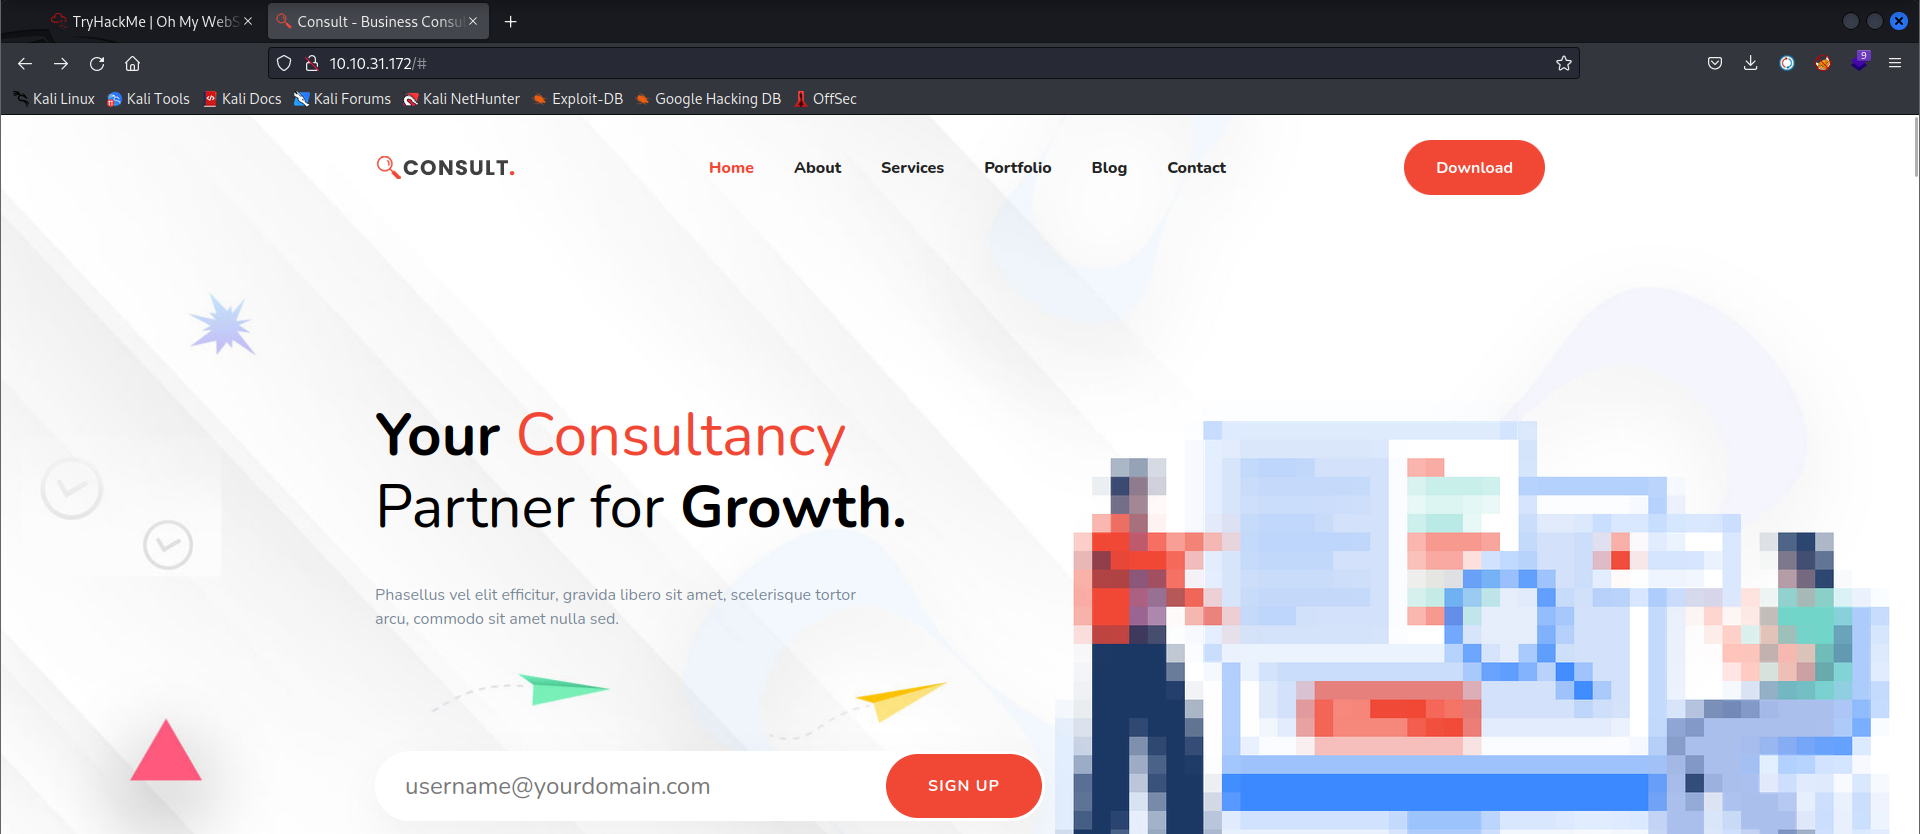 TryHackMe | Oh My WebS
Consult - Business Consul
10.10.31.172/#
9
Kali Linux Kali Tools Kali Docs Kali Forums Kali NetHunter Exploit-DB Google Hacking DB OffSec
CONSULT.
Home About Services Portfolio Blog Contact
Download
Your Consultancy
Partner for Growth.
Phasellus vel elit efficitur, gravida libero sit amet, scelerisque tortor
arcu, commodo sit amet nulla sed.
username@yourdomain.com
SIGN UP